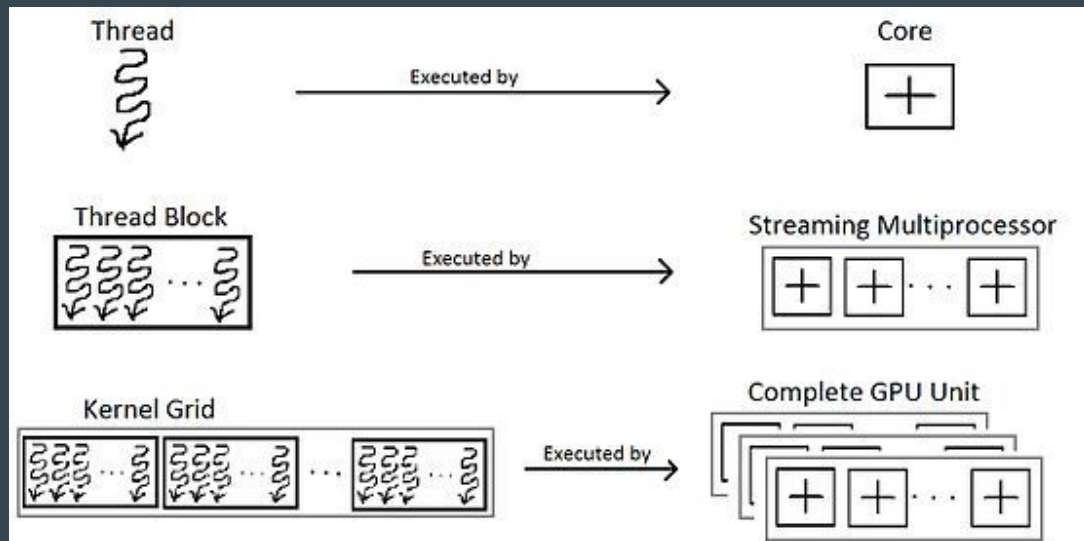 Thread
Executed by
Core
Thread Block
Executed by
Streaming Multiprocessor
Kernel Grid
Executed by
Complete GPU Unit